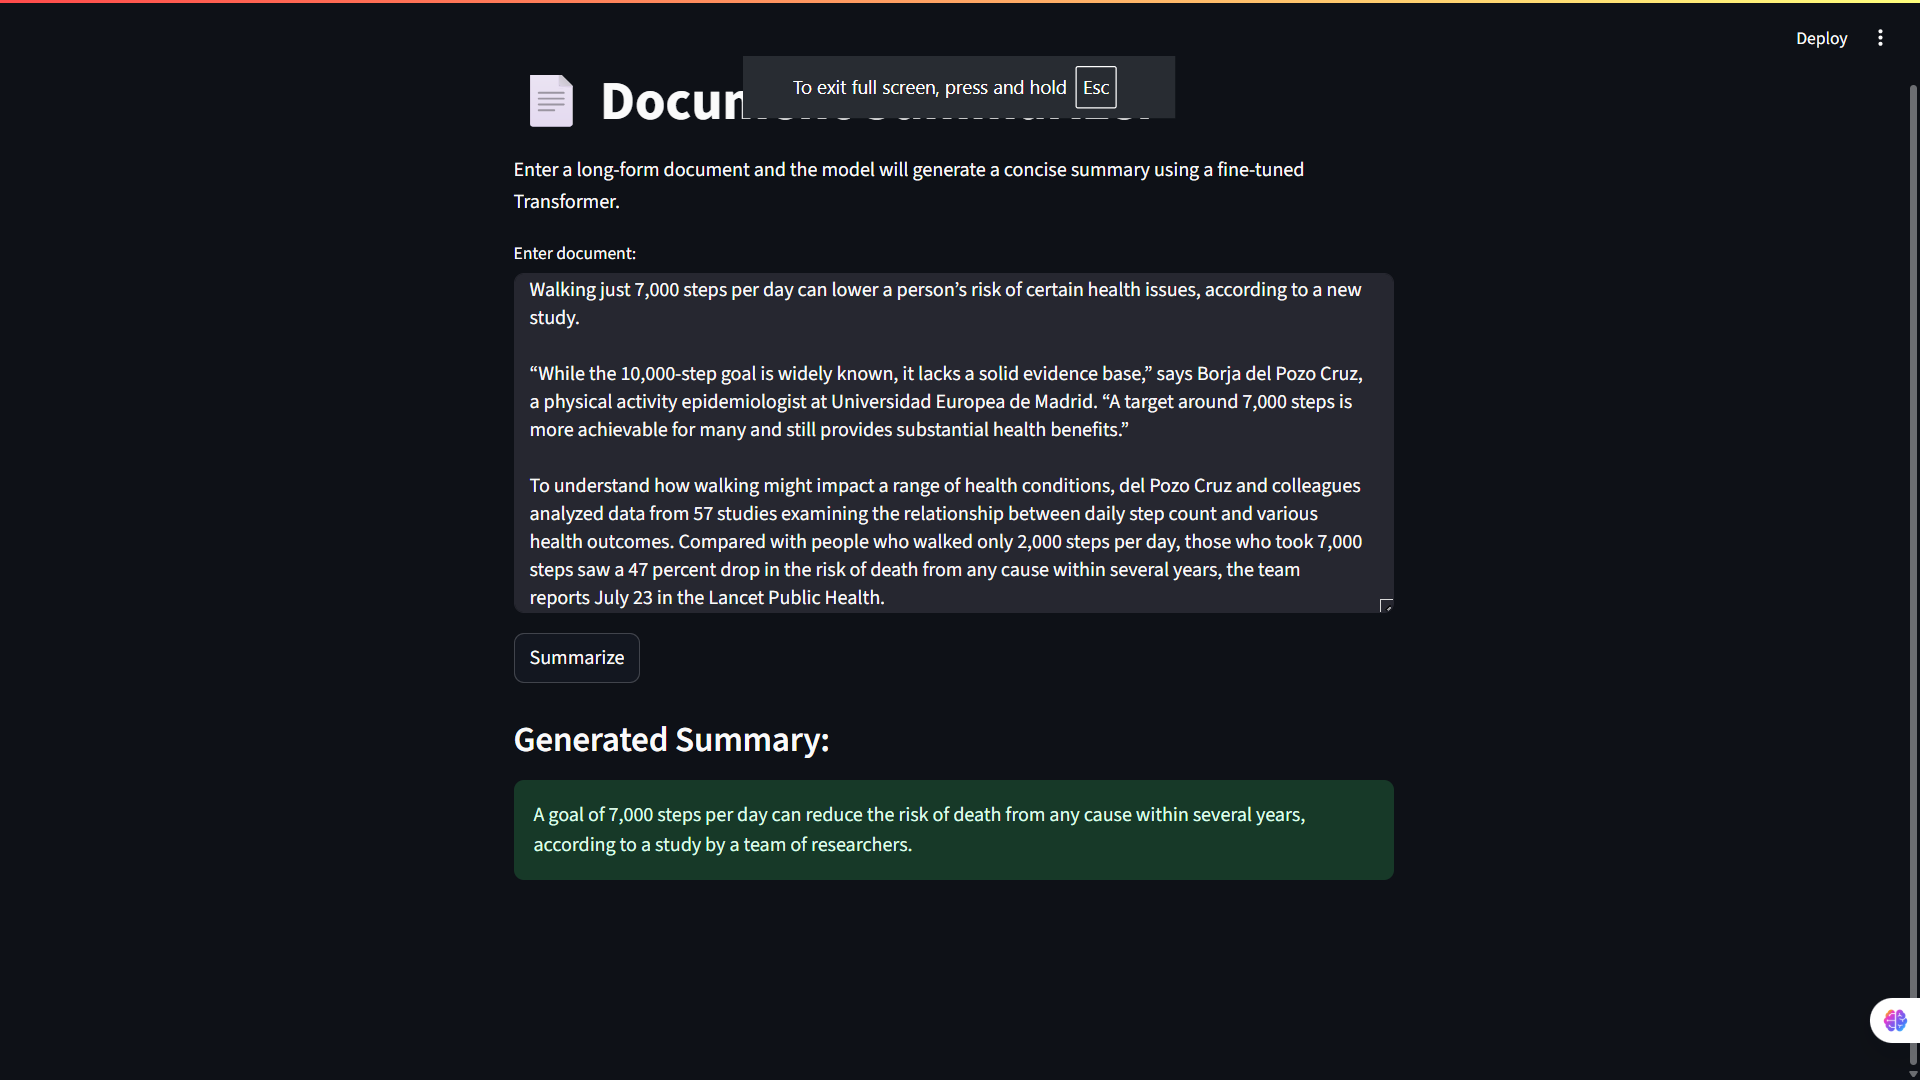 Deploy
To exit full screen, press and hold Esc
Enter a long-form document and the model will generate a concise summary using a fine-tuned
Transformer.
Enter document:
Walking just 7,000 steps per day can lower a person’s risk of certain health issues, according to a new
study.
“While the 10,000-step goal is widely known, it lacks a solid evidence base,” says Borja del Pozo Cruz,
a physical activity epidemiologist at Universidad Europea de Madrid. “A target around 7,000 steps is
more achievable for many and still provides substantial health benefits.”
To understand how walking might impact a range of health conditions, del Pozo Cruz and colleagues
analyzed data from 57 studies examining the relationship between daily step count and various
health outcomes. Compared with people who walked only 2,000 steps per day, those who took 7,000
steps saw a 47 percent drop in the risk of death from any cause within several years, the team
reports July 23 in the Lancet Public Health.
Summarize
Generated Summary:
A goal of 7,000 steps per day can reduce the risk of death from any cause within several years,
according to a study by a team of researchers.